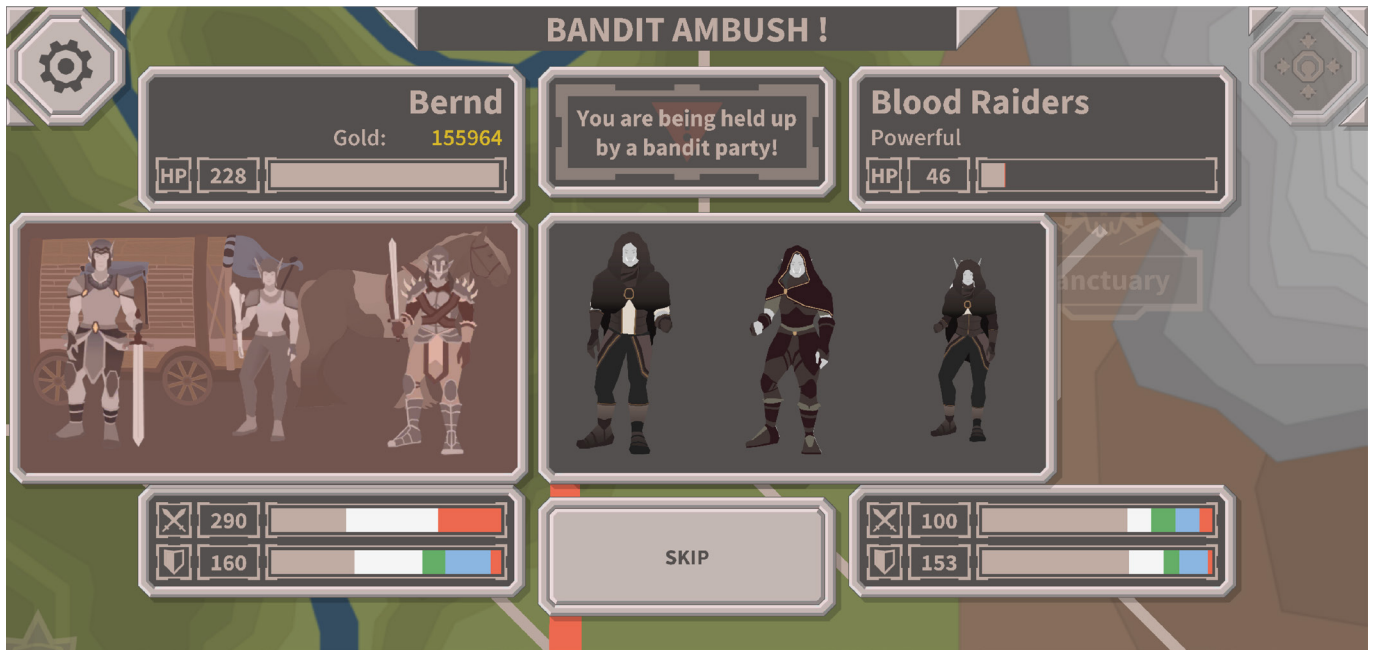 BANDIT AMBUSH !
Bernd
Gold: 155964
HP 228
You are being held up
by a bandit party!
Blood Raiders
Powerful
HP 46
anctuary
290
160
SKIP
100
153